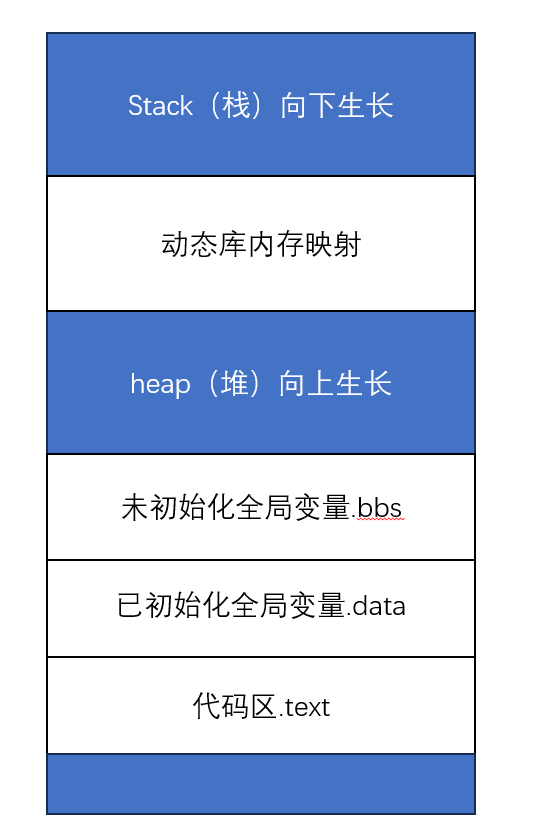 Stack（栈）向下生长
动态库内存映射
heap（堆）向上生长
未初始化全局变量.bbs
已初始化全局变量.data
代码区.text